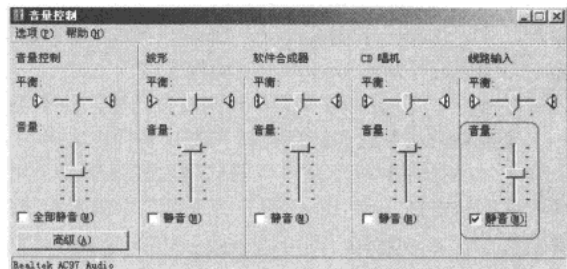 音量控制
选项(P) 帮助(H)
音量控制 波形 软件合成器 CD 唱机 线路输入
平衡: 平衡: 平衡: 平衡: 平衡:
音量: 音量: 音量: 音量: 音量:
全部静音(M) 静音(M) 静音(M) 静音(M) 静音(M)
高级(A)
Realtek AC97 Audio